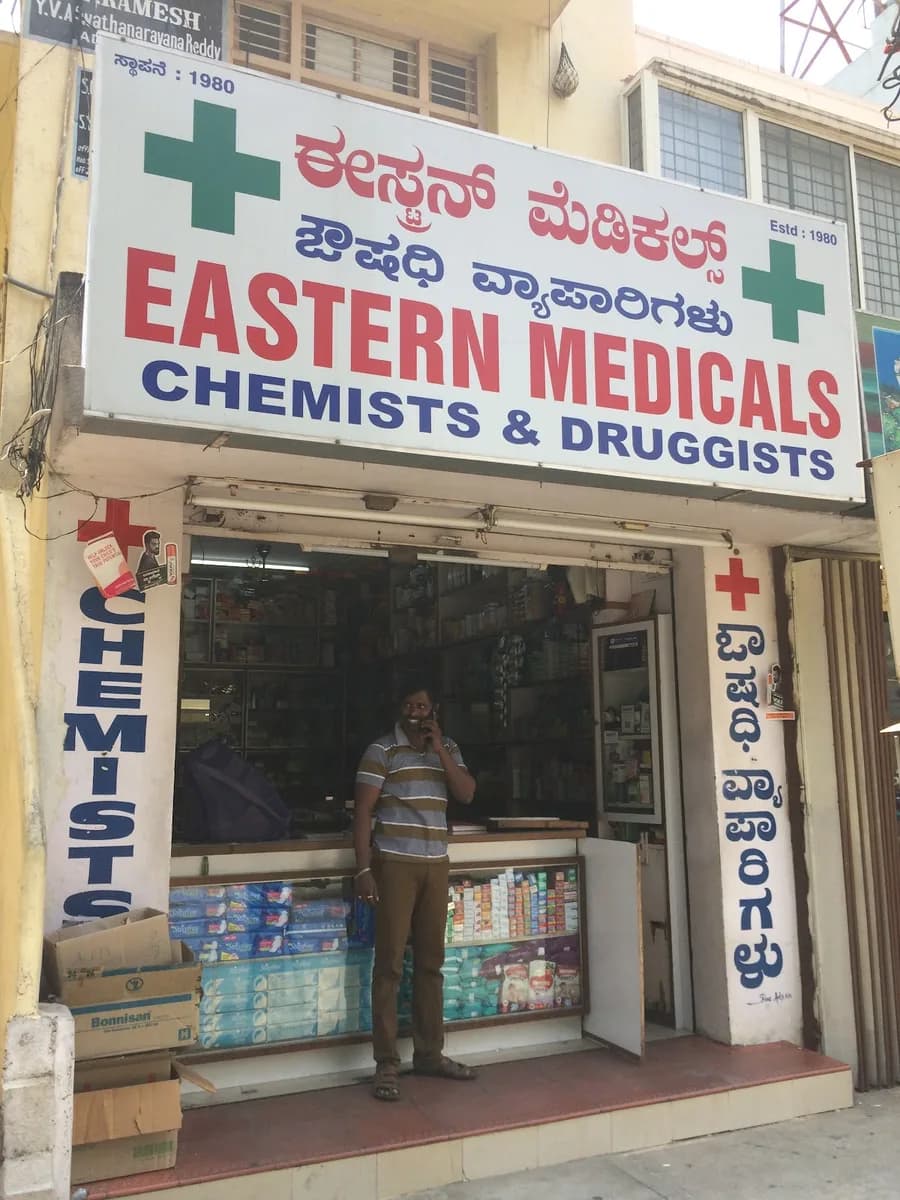 RAMESH
Y.V.Aswathanarayana Reddy
ಸ್ಥಾಪನೆ : 1980
ಈಸ್ಟ್ರನ್ ಮೆಡಿಕಲ್ಸ್
Estd : 1980
ಔಷಧಿ ವ್ಯಾಪಾರಿಗಳು
EASTERN MEDICALS
CHEMISTS & DRUGGISTS
CHEMISTS
ಔಷಧಿ ವ್ಯಾಪಾರಿಗಳು
Bonnisan